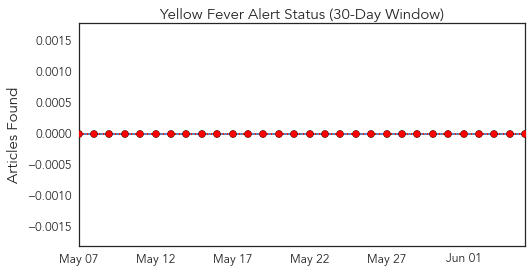 Yellow Fever Alert Status (30-Day Window)
Articles Found
0.0015
0.0010
0.0005
0.0000
−0.0005
−0.0010
−0.0015
May 07 May 12 May 17 May 22 May 27 Jun 01